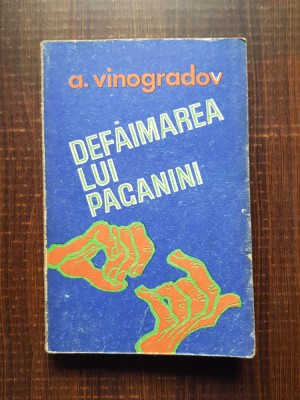 a. vinogradov
DEFĂIMAREA
LUI
PAGANINI